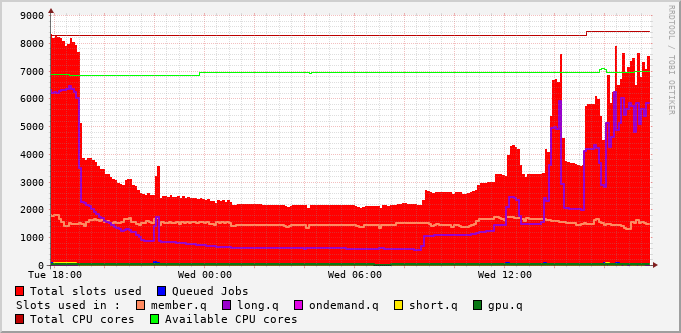 RRDTOOL / TOBI OETIKER
9000
8000
7000
6000
5000
4000
3000
2000
1000
0
Tue 18:00 Wed 00:00 Wed 06:00 Wed 12:00
Total slots used Queued Jobs
Slots used in : member.q long.q ondemand.q short.q gpu.q
Total CPU cores Available CPU cores